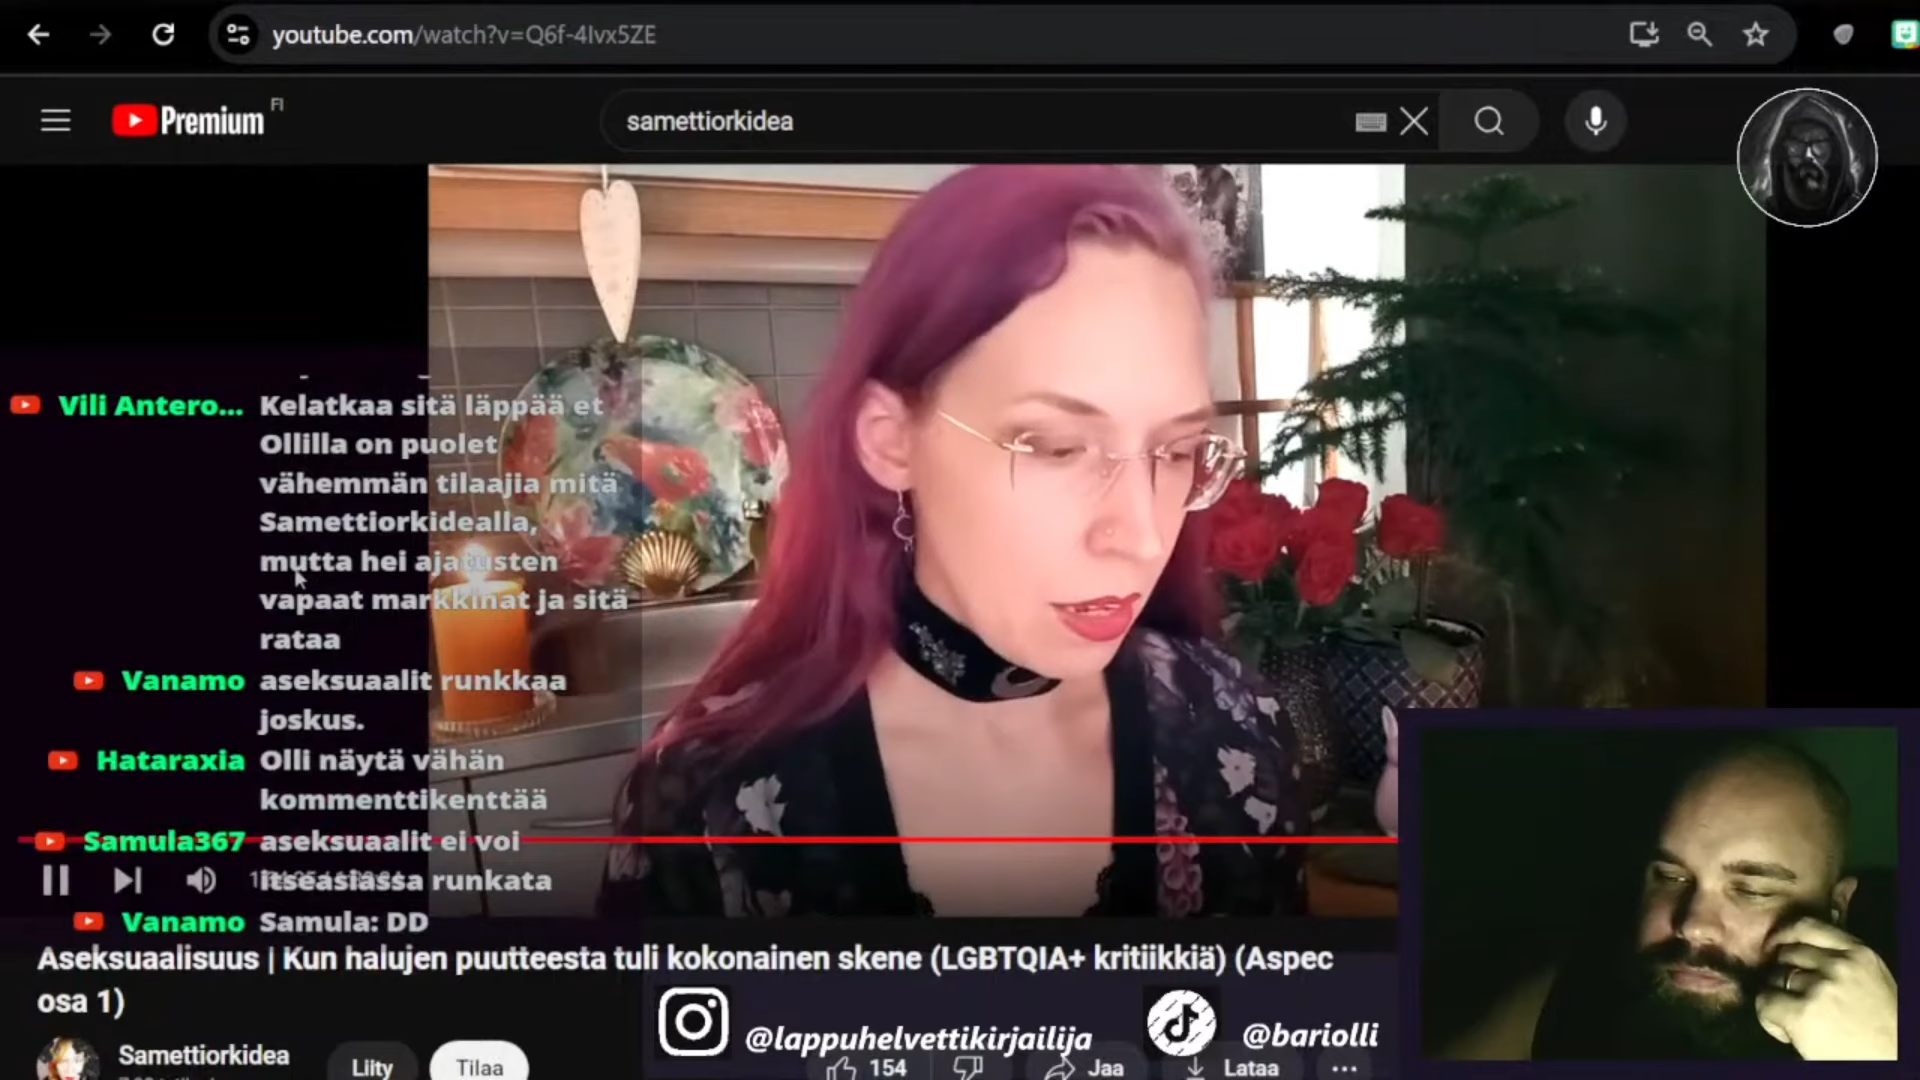 youtube.com/watch?v=Q6f-4lvx5ZE
Premium FI
samettiorkidea
Vili Antero... Kelatkaa sitä läppää et
Ollilla on puolet
vähemmän tilaajia mitä
Samettiorkidealla,
mutta hei ajatusten
vapaat markkinat ja sitä
rataa
Vanamo aseksuaalit runkkaa
joskus.
Hataraxia Olli näytä vähän
kommenttikenttää
Samula367 aseksuaalit ei voi
itseasiassa runkata
Vanamo Samula: DD
Aseksuaalisuus | Kun halujen puutteesta tuli kokonainen skene (LGBTQIA+ kritiikkiä) (Aspec
osa 1)
@lappuhelvettikirjailija
@bariolli
Samettiorkidea
Liity
Tilaa
154
Jaa
Lataa